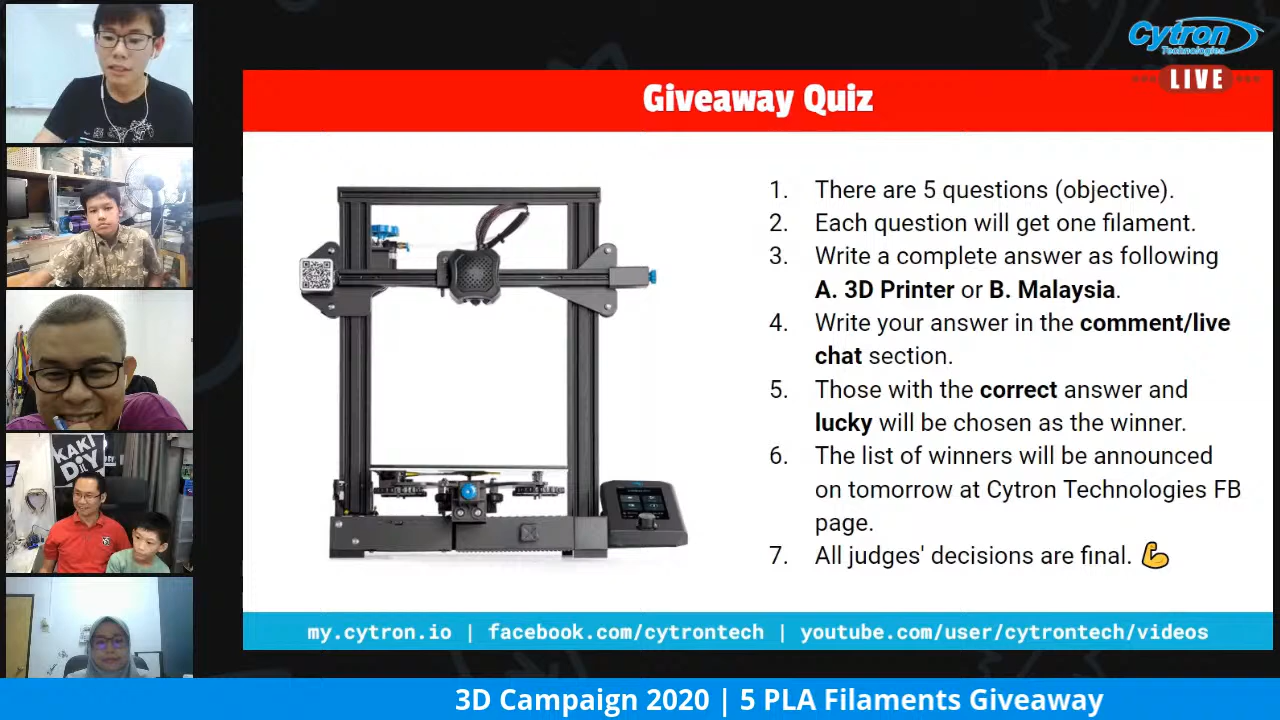 Cytron
Technologies
LIVE
Giveaway Quiz
1. There are 5 questions (objective).
2. Each question will get one filament.
3. Write a complete answer as following
A. 3D Printer or B. Malaysia.
4. Write your answer in the comment/live
chat section.
5. Those with the correct answer and
lucky will be chosen as the winner.
6. The list of winners will be announced
on tomorrow at Cytron Technologies FB
page.
7. All judges' decisions are final. 💪
KAKI
DiY
my.cytron.io | facebook.com/cytrontech | youtube.com/user/cytrontech/videos
3D Campaign 2020 | 5 PLA Filaments Giveaway